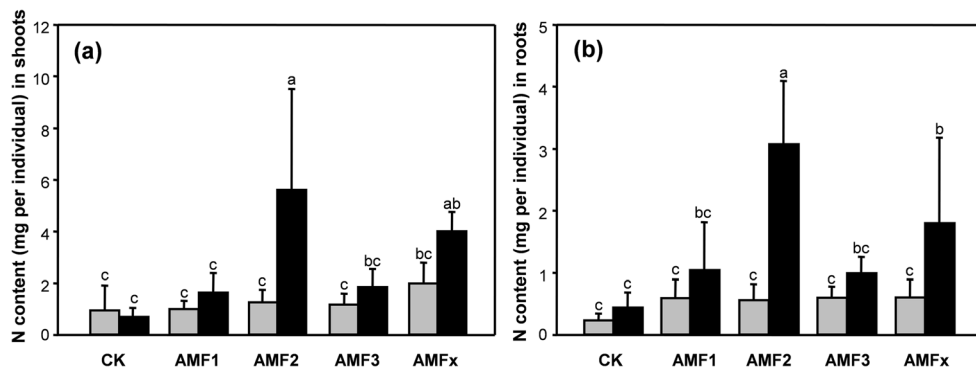 (a)
N content (mg per individual) in shoots
12
10
8
6
4
2
0
c
c
c
c
c
a
c
bc
bc
ab
CK
AMF1
AMF2
AMF3
AMFx
(b)
N content (mg per individual) in roots
5
4
3
2
1
0
c
c
c
bc
c
a
c
bc
c
b
CK
AMF1
AMF2
AMF3
AMFx